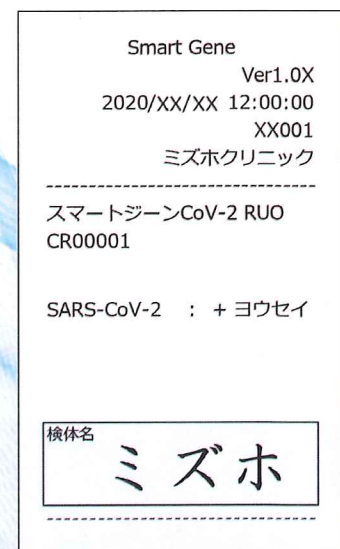 Smart Gene
Ver1.0X
2020/XX/XX 12:00:00
XX001
ミズホクリニック
--------------------------------
スマートジーンCoV-2 RUO
CR00001
SARS-CoV-2 : + ヨウセイ
検体名
ミズホ
--------------------------------